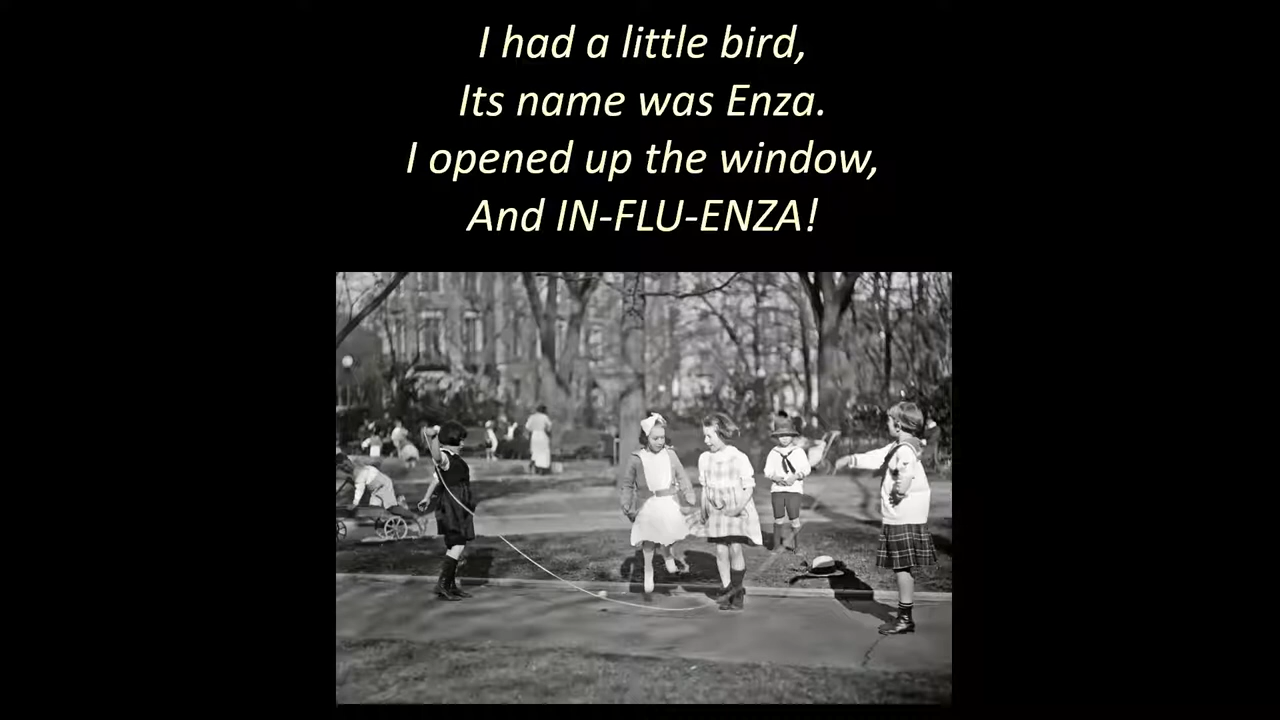 I had a little bird,
Its name was Enza.
I opened up the window,
And IN-FLU-ENZA!